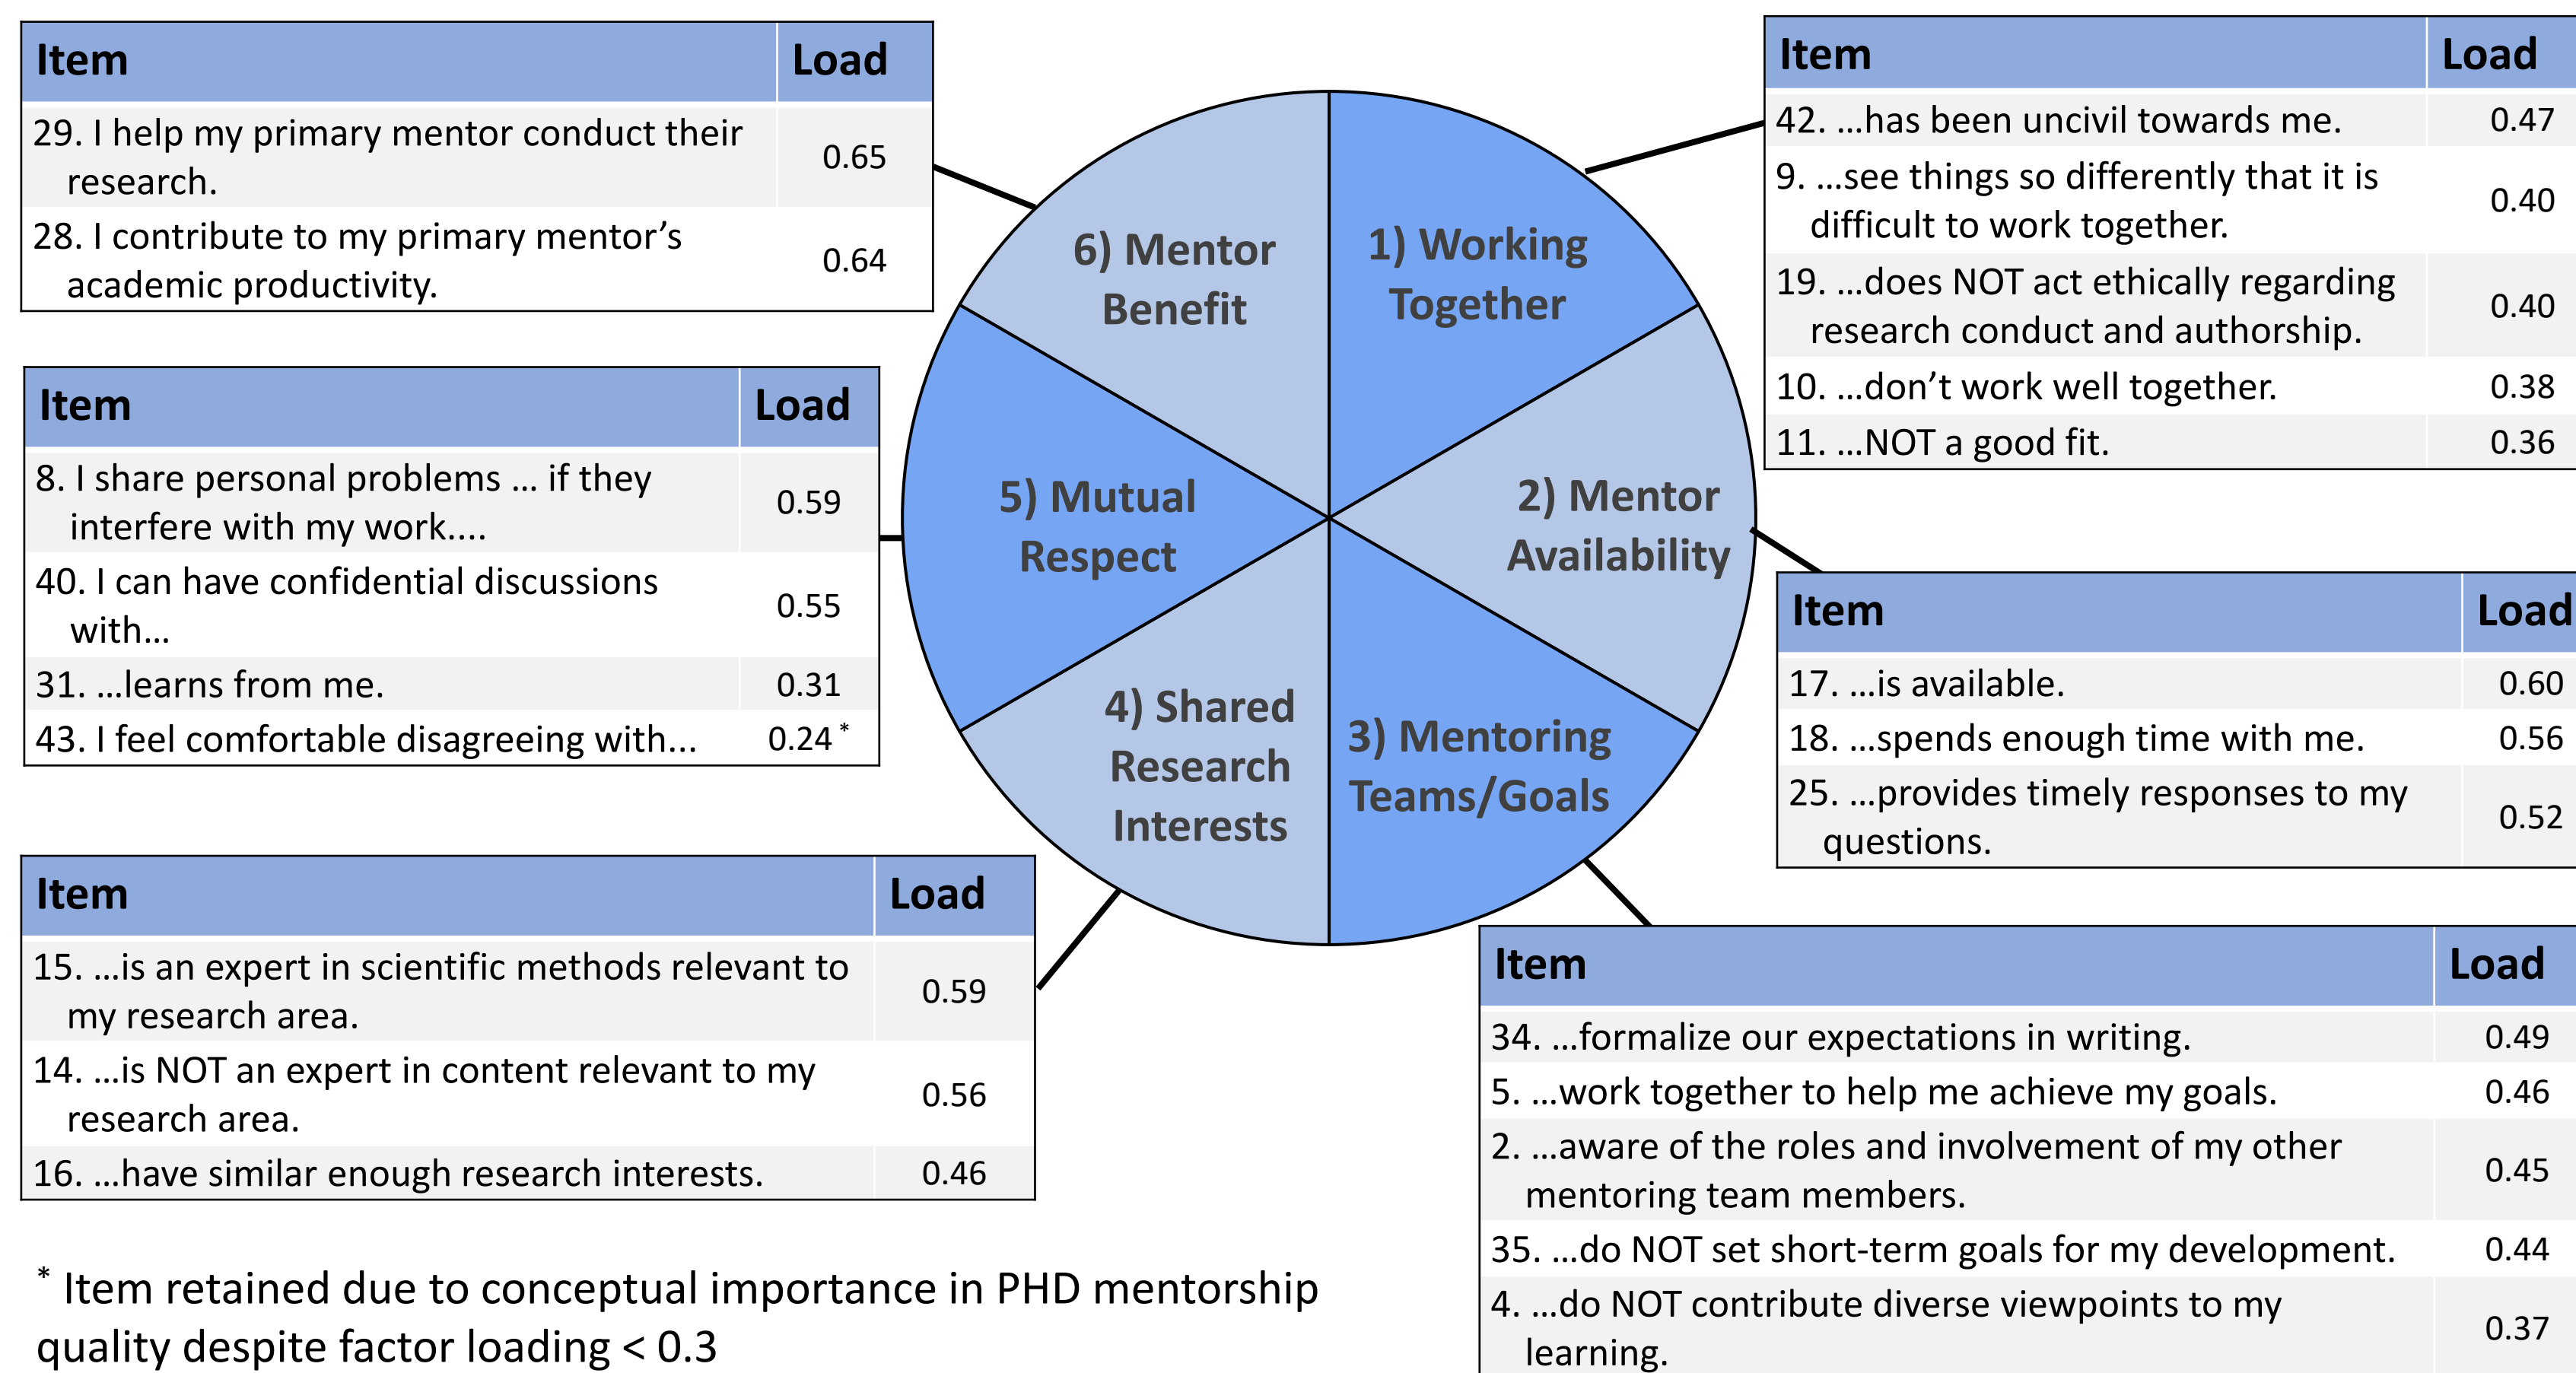 Item Load
29. I help my primary mentor conduct their
research.
0.65
28. I contribute to my primary mentor’s
academic productivity.
0.64
Item Load
8. I share personal problems ... if they
interfere with my work....
0.59
40. I can have confidential discussions
with...
0.55
31. ...learns from me. 0.31
43. I feel comfortable disagreeing with... 0.24 *
Item Load
15. ...is an expert in scientific methods relevant to
my research area.
0.59
14. ...is NOT an expert in content relevant to my
research area.
0.56
16. ...have similar enough research interests. 0.46
* Item retained due to conceptual importance in PHD mentorship
quality despite factor loading < 0.3
6) Mentor
Benefit
1) Working
Together
5) Mutual
Respect
2) Mentor
Availability
4) Shared
Research
Interests
3) Mentoring
Teams/Goals
Item Load
42. ...has been uncivil towards me. 0.47
9. ...see things so differently that it is
difficult to work together.
0.40
19. ...does NOT act ethically regarding
research conduct and authorship.
0.40
10. ...don’t work well together. 0.38
11. ...NOT a good fit. 0.36
Item Load
17. ...is available. 0.60
18. ...spends enough time with me. 0.56
25. ...provides timely responses to my
questions.
0.52
Item Load
34. ...formalize our expectations in writing. 0.49
5. ...work together to help me achieve my goals. 0.46
2. ...aware of the roles and involvement of my other
mentoring team members.
0.45
35. ...do NOT set short-term goals for my development. 0.44
4. ...do NOT contribute diverse viewpoints to my
learning.
0.37